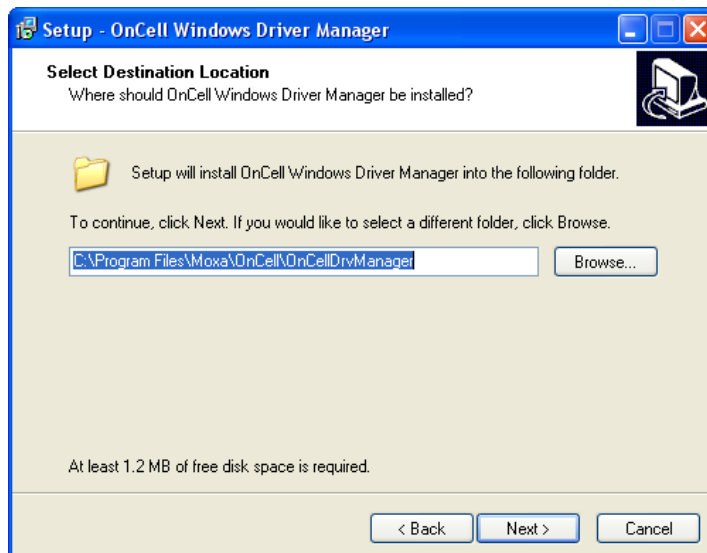 Setup - OnCell Windows Driver Manager
Select Destination Location
Where should OnCell Windows Driver Manager be installed?
Setup will install OnCell Windows Driver Manager into the following folder.
To continue, click Next. If you would like to select a different folder, click Browse.
C:\Program Files\Moxa\OnCell\OnCellDrvManager
Browse...
At least 1.2 MB of free disk space is required.
< Back
Next >
Cancel